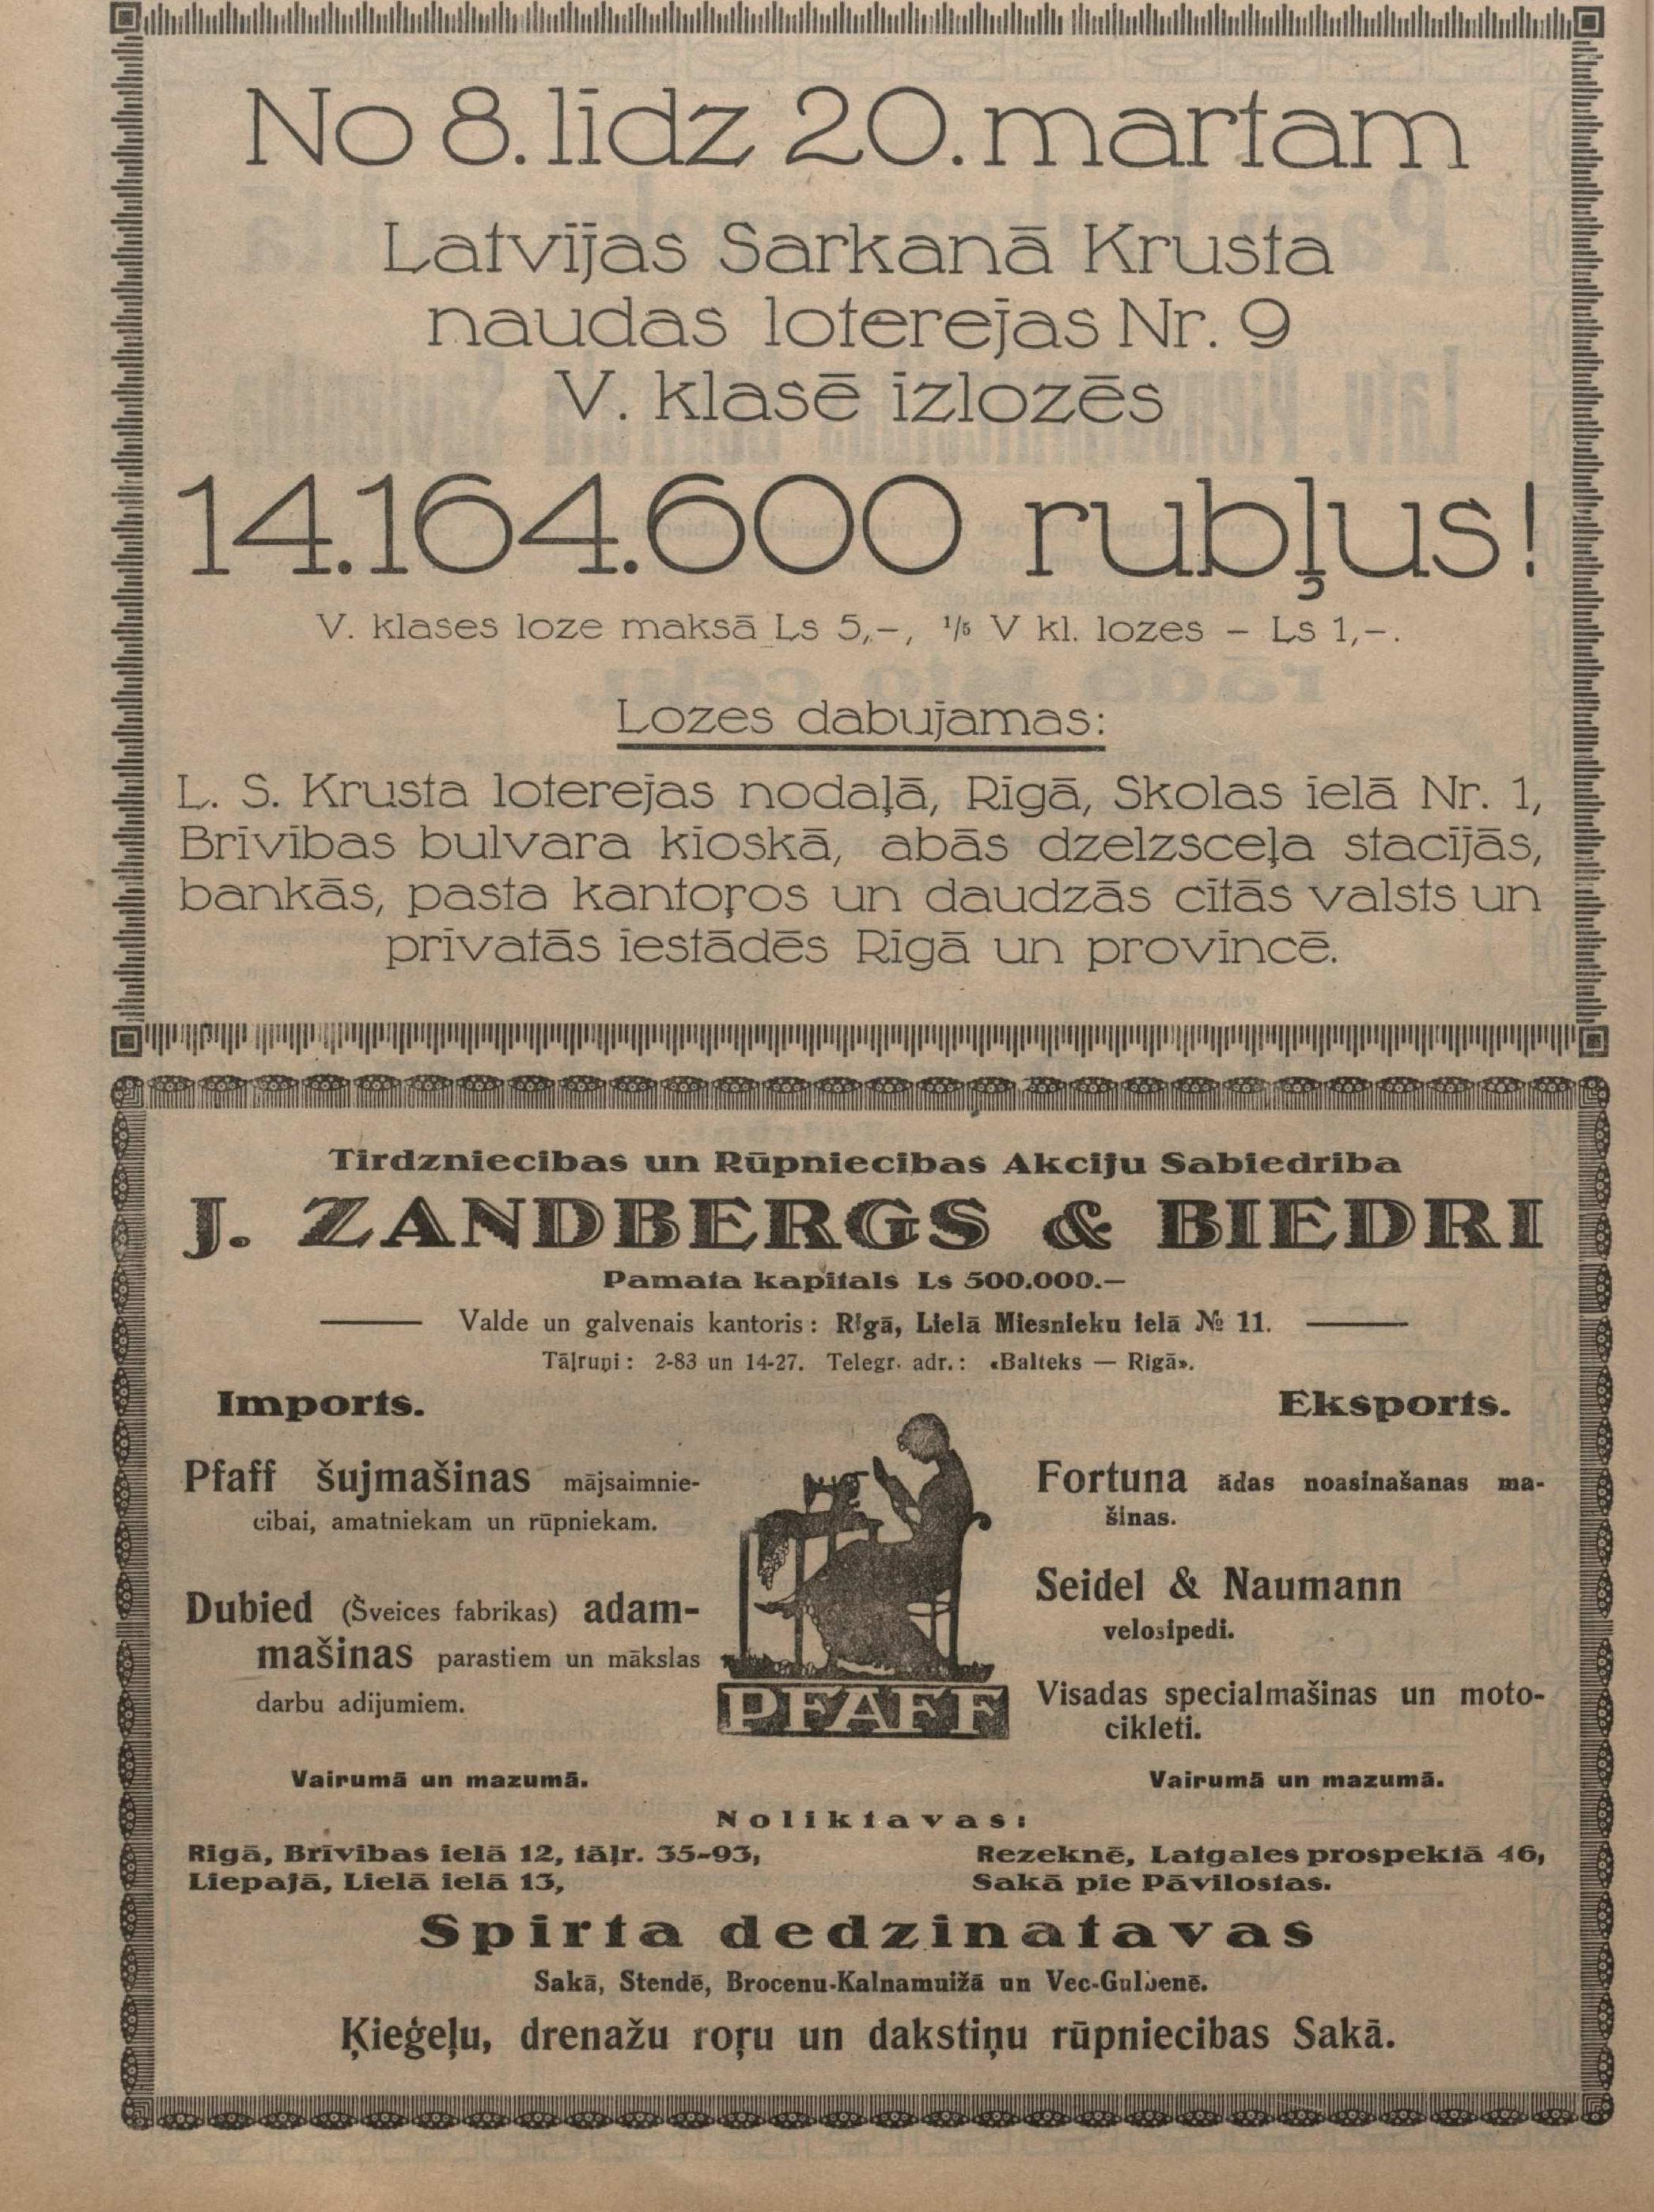 No 8. līdz 20. martam
Latvijas Sarkanā Krusta
naudas loterejas Nr. 9
V. klasē izlozēs
14.164.600 rubļus!
V. klases loze maksā Ls 5,–, 1/5 V kl. lozes – Ls 1,–.
Lozes dabujamas:
L. S. Krusta loterejas nodaļā, Rīgā, Skolas ielā Nr. 1,
Brīvības bulvara kioskā, abās dzelzsceļa stacijās,
bankās, pasta kantoŗos un daudzās citās valsts un
privatās iestādēs Rīgā un provincē.
Tirdzniecibas un Rūpniecibas Akciju Sabiedriba
J. ZANDBERGS & BIEDRI
Pamata kapitals Ls 500.000.—
Valde un galvenais kantoris: Rīgā, Lielā Miesnieku ielā № 11.
Tāļruņi: 2-83 un 14-27. Telegr. adr.: «Balteks — Rigā».
Imports.
Eksports.
Pfaff šujmašinas mājsaimnie-
cibai, amatniekam un rūpniekam.
Dubied (Šveices fabrikas) adam-
mašinas parastiem un mākslas
darbu adijumiem.
Vairumā un mazumā.
PFAFF
Fortuna ādas noasinašanas ma-
šinas.
Seidel & Naumann
velosipedi.
Visadas specialmašinas un moto-
cikleti.
Vairumā un mazumā.
Noliktavas:
Rigā, Brīvibas ielā 12, tāļr. 35-93,
Liepajā, Lielā ielā 13,
Rezeknē, Latgales prospektā 46,
Sakā pie Pāvilostas.
Spirta dedzinatavas
Sakā, Stendē, Brocenu-Kalnamuižā un Vec-Gulbenē.
Ķieģeļu, drenažu roŗu un dakstiņu rūpniecibas Sakā.